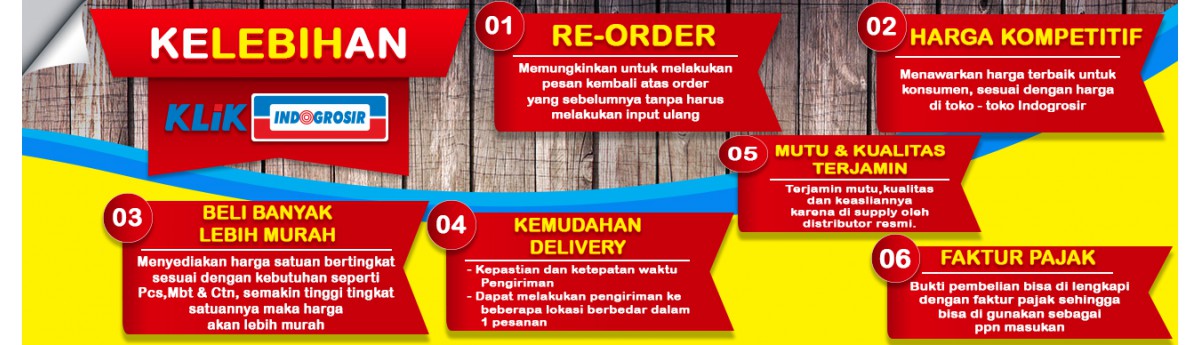 KELEBIHAN
KLiK INDOGROSIR
01
RE-ORDER
Memungkinkan untuk melakukan
pesan kembali atas order
yang sebelumnya tanpa harus
melakukan input ulang
02
HARGA KOMPETITIF
Menawarkan harga terbaik untuk
konsumen, sesuai dengan harga
di toko - toko Indogrosir
03
BELI BANYAK
LEBIH MURAH
Menyediakan harga satuan bertingkat
sesuai dengan kebutuhan seperti
Pcs,Mbt & Ctn, semakin tinggi tingkat
satuannya maka harga
akan lebih murah
04
KEMUDAHAN
DELIVERY
- Kepastian dan ketepatan waktu
Pengiriman
- Dapat melakukan pengiriman ke
beberapa lokasi berbedar dalam
1 pesanan
05
MUTU & KUALITAS
TERJAMIN
Terjamin mutu,kualitas
dan keasliannya
karena di supply oleh
distributor resmi.
06
FAKTUR PAJAK
Bukti pembelian bisa di lengkapi
dengan faktur pajak sehingga
bisa di gunakan sebagai
ppn masukan